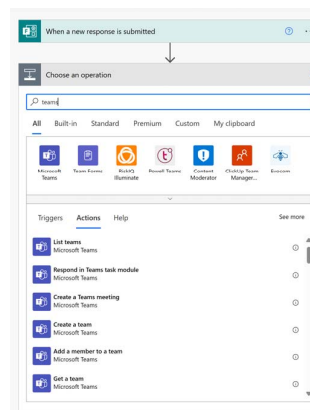 When a new response is submitted
Choose an operation
teams
All Built-in Standard Premium Custom My clipboard
Microsoft Teams
Team Forms
RiskIQ Illuminate
Powell Teams
Content Moderator
ClickUp Team Manager...
Triggers Actions Help See more
List teams
Microsoft Teams
Respond in Teams task module
Microsoft Teams
Create a Teams meeting
Microsoft Teams
Create a team
Microsoft Teams
Add a member to a team
Microsoft Teams
Get a team
Microsoft Teams